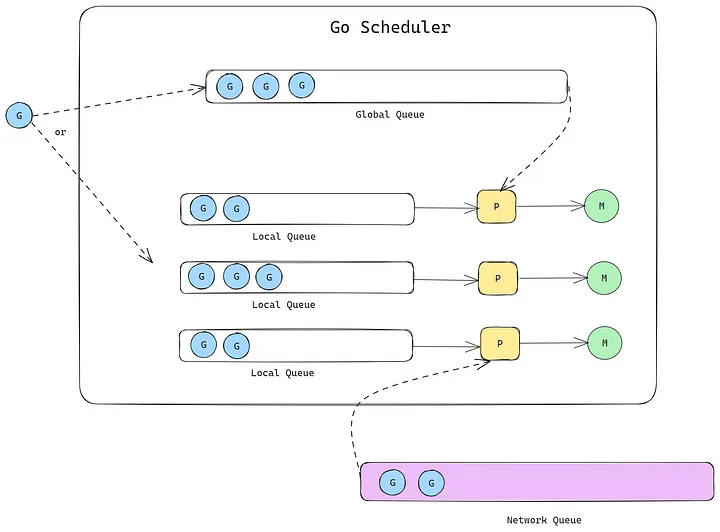 Go Scheduler
G G G
Global Queue
G
or
G G P M
Local Queue
G G G P M
Local Queue
G G P M
Local Queue
G G
Network Queue